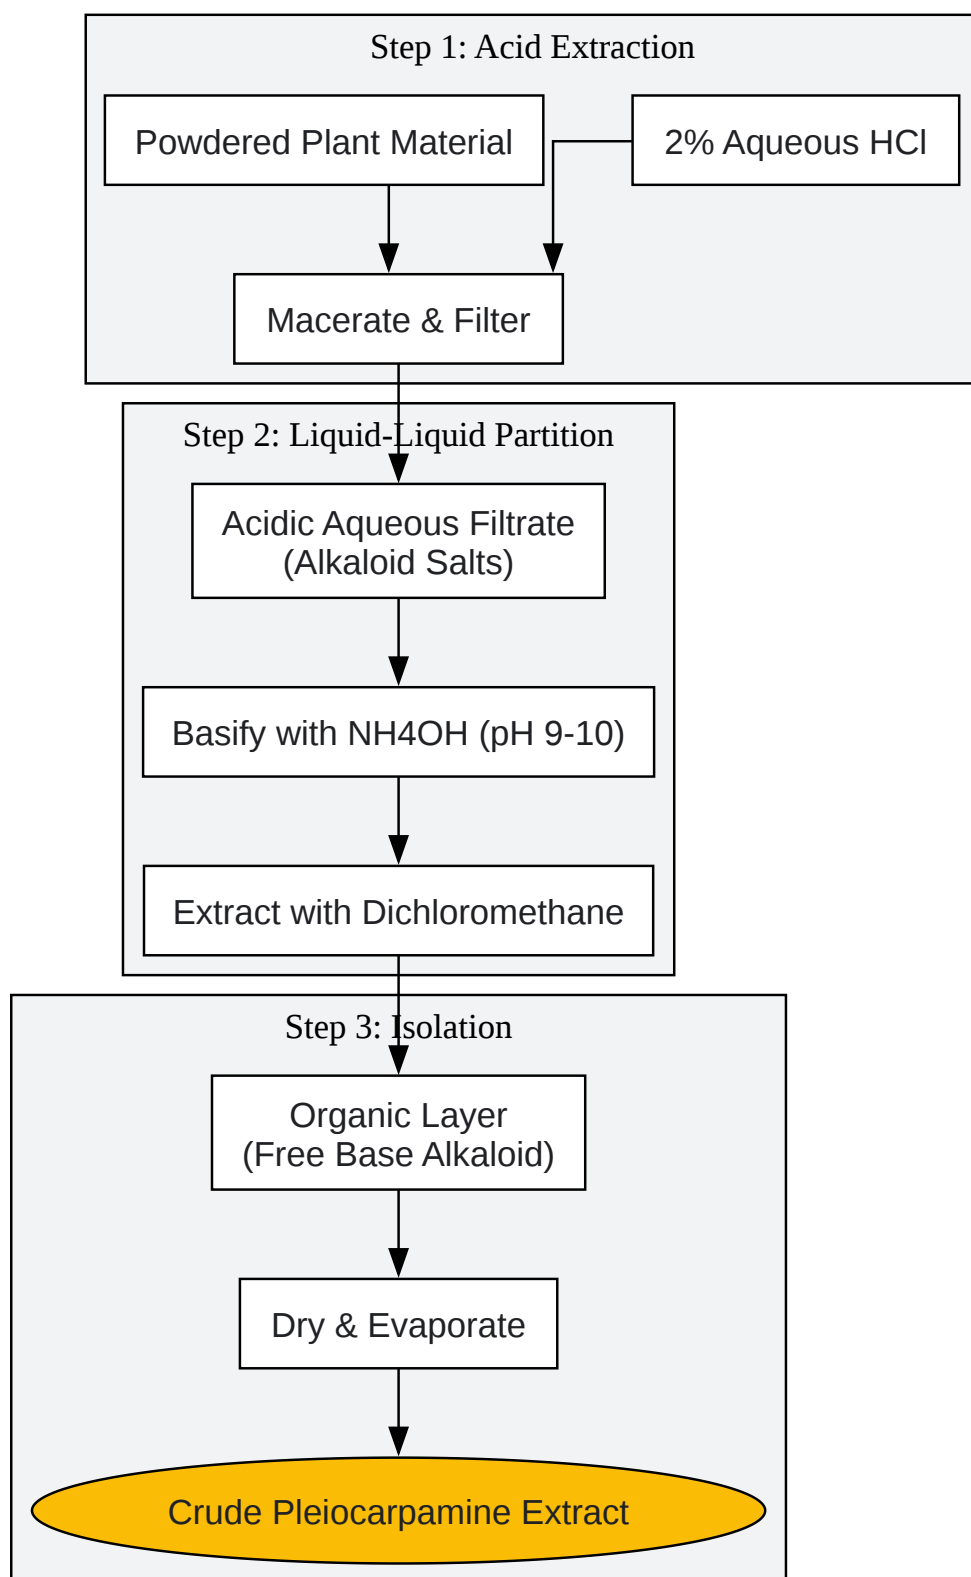 Step 1: Acid Extraction
Powdered Plant Material
2% Aqueous HCl
Macerate & Filter
Step 2: Liquid-Liquid Partition
Acidic Aqueous Filtrate
(Alkaloid Salts)
Basify with NH4OH (pH 9-10)
Extract with Dichloromethane
Step 3: Isolation
Organic Layer
(Free Base Alkaloid)
Dry & Evaporate
Crude Pleiocarpamine Extract